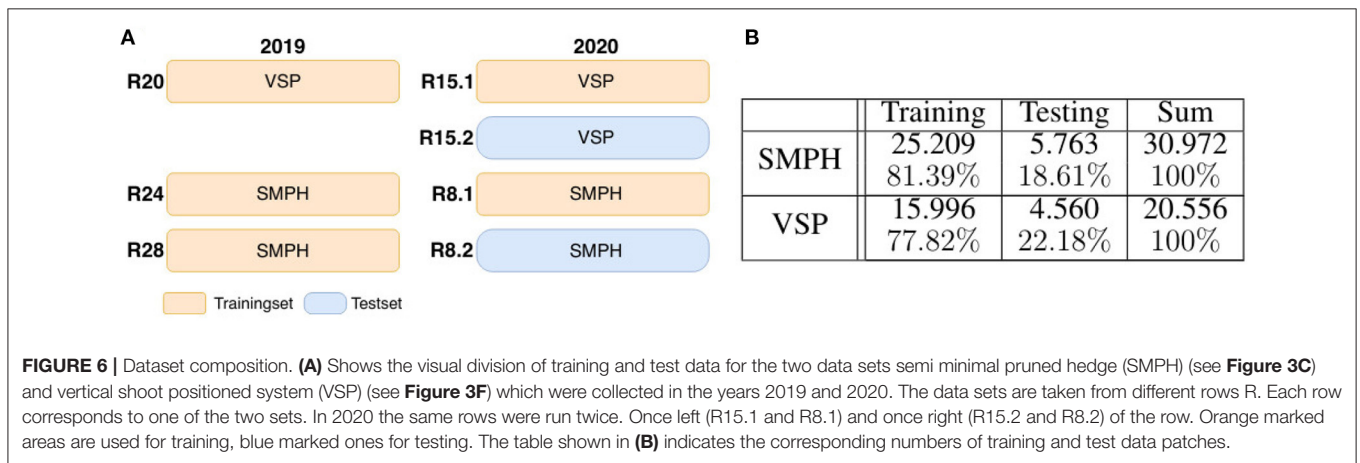 A
2019
2020
R20
VSP
R15.1
VSP
R15.2
VSP
R24
SMPH
R8.1
SMPH
R28
SMPH
R8.2
SMPH
Trainingset
Testset
B
Training Testing Sum
SMPH
25.209 5.763 30.972
81.39% 18.61% 100%
VSP
15.996 4.560 20.556
77.82% 22.18% 100%
FIGURE 6 | Dataset composition. (A) Shows the visual division of training and test data for the two data sets semi minimal pruned hedge (SMPH) (see Figure 3C)
and vertical shoot positioned system (VSP) (see Figure 3F) which were collected in the years 2019 and 2020. The data sets are taken from different rows R. Each row
corresponds to one of the two sets. In 2020 the same rows were run twice. Once left (R15.1 and R8.1) and once right (R15.2 and R8.2) of the row. Orange marked
areas are used for training, blue marked ones for testing. The table shown in (B) indicates the corresponding numbers of training and test data patches.